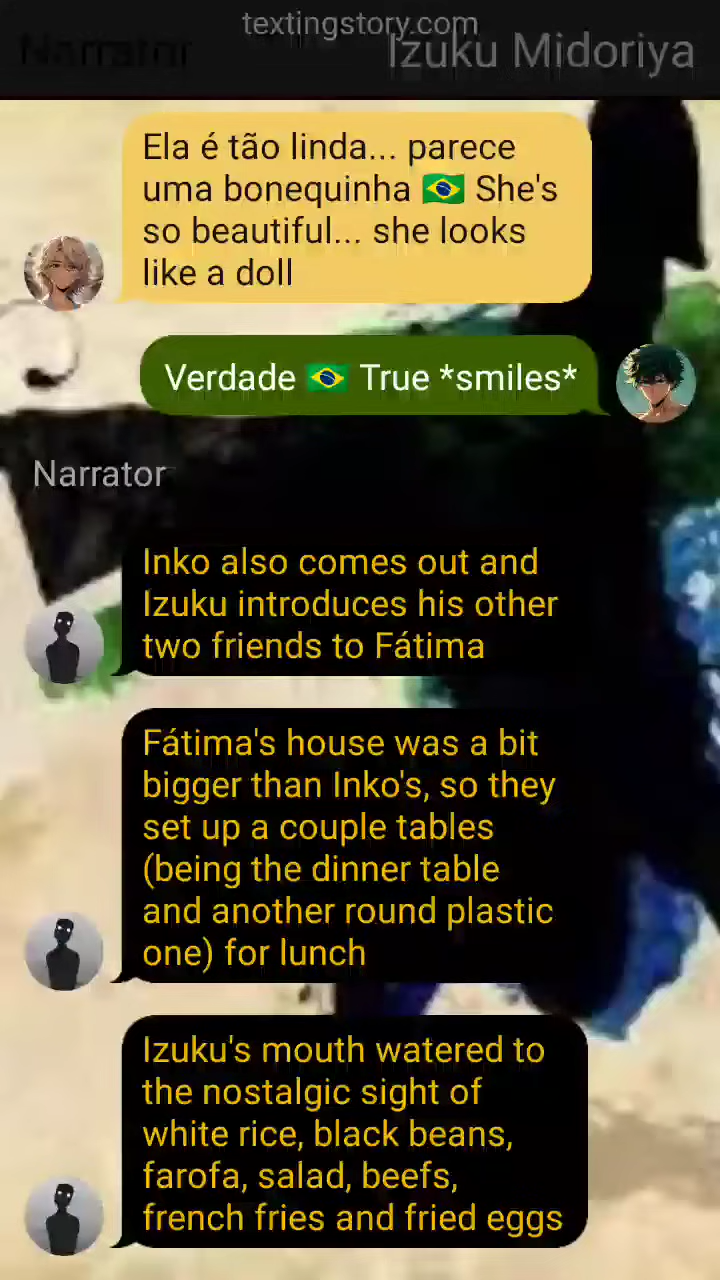 textingstory.com
Narrator
Izuku Midoriya
Ela é tão linda... parece
uma bonequinha 🇧🇷 She's
so beautiful... she looks
like a doll
Verdade 🇧🇷 True *smiles*
Narrator
Inko also comes out and
Izuku introduces his other
two friends to Fátima
Fátima's house was a bit
bigger than Inko's, so they
set up a couple tables
(being the dinner table
and another round plastic
one) for lunch
Izuku's mouth watered to
the nostalgic sight of
white rice, black beans,
farofa, salad, beefs,
french fries and fried eggs